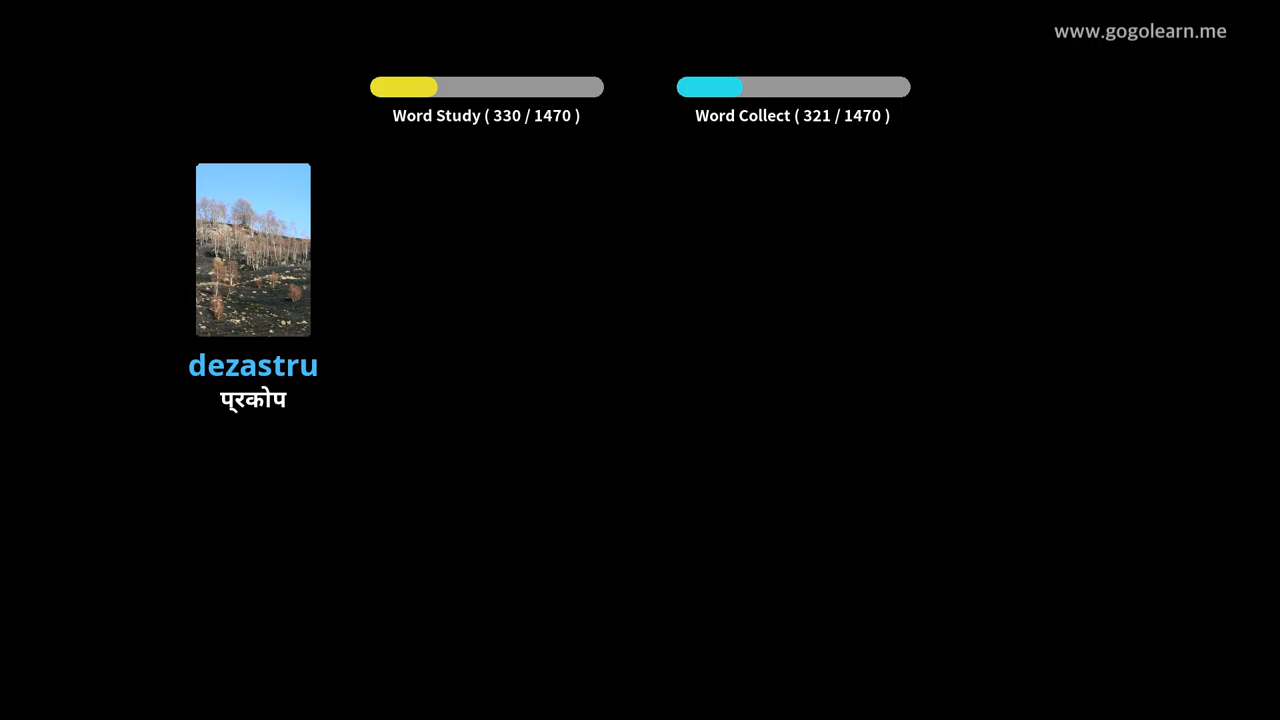 www.gogolearn.me
Word Study ( 330 / 1470 )
Word Collect ( 321 / 1470 )
dezastru
प्रकोप